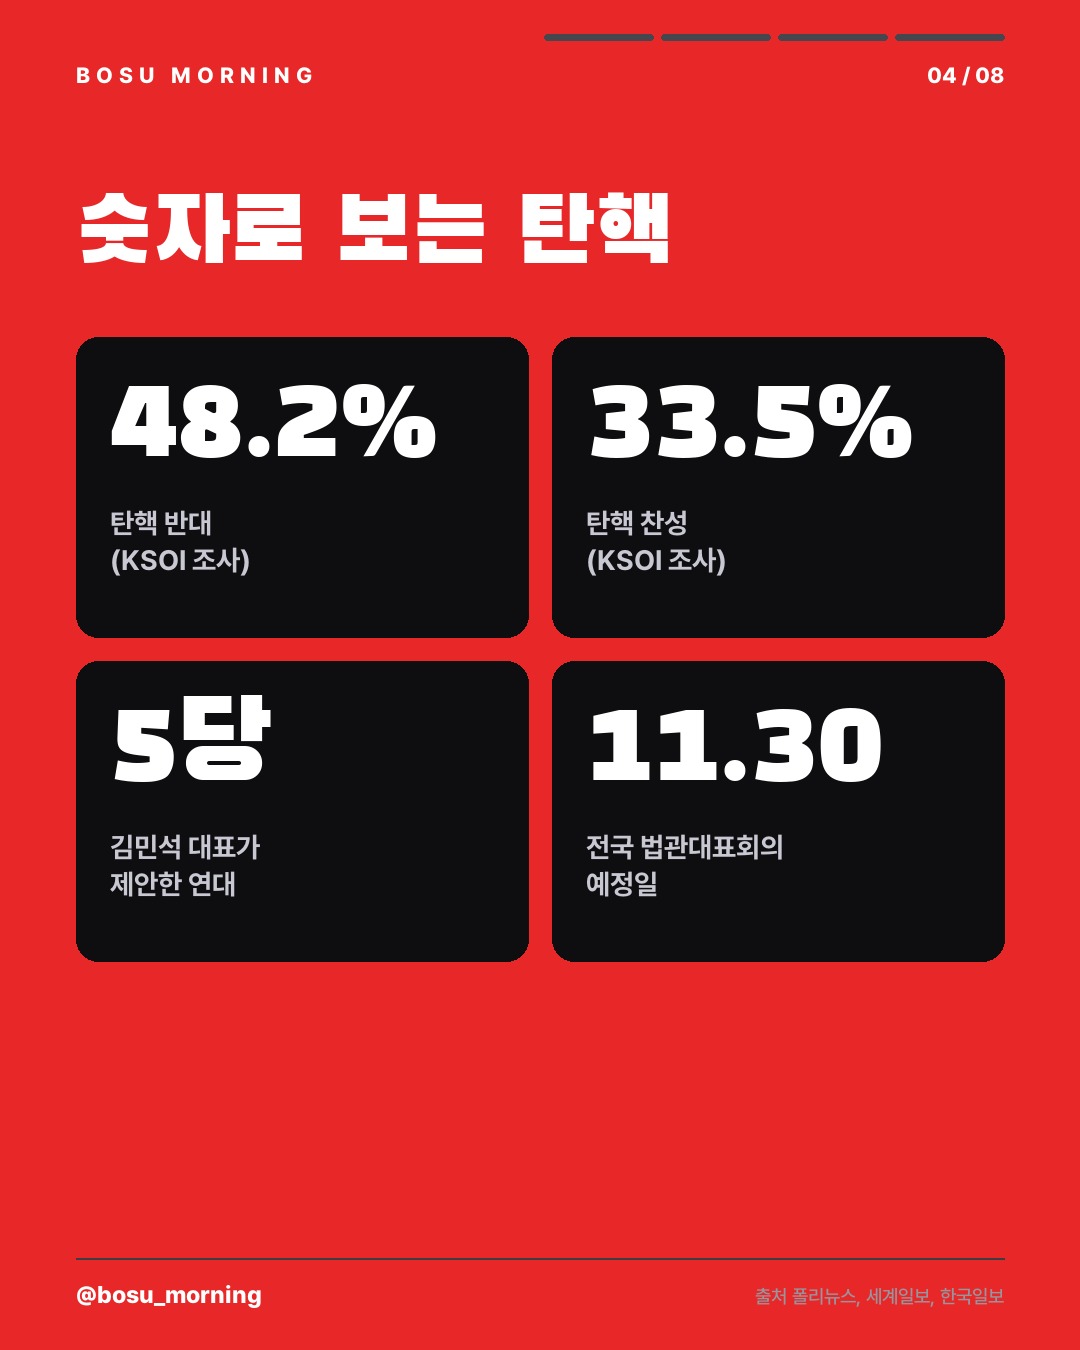 BOSU MORNING
04 / 08
숫자로 보는 탄핵
48.2%
탄핵 반대
(KSOI 조사)
33.5%
탄핵 찬성
(KSOI 조사)
5당
김민석 대표가
제안한 연대
11.30
전국 법관대표회의
예정일
@bosu_morning
출처 폴리뉴스, 세계일보, 한국일보